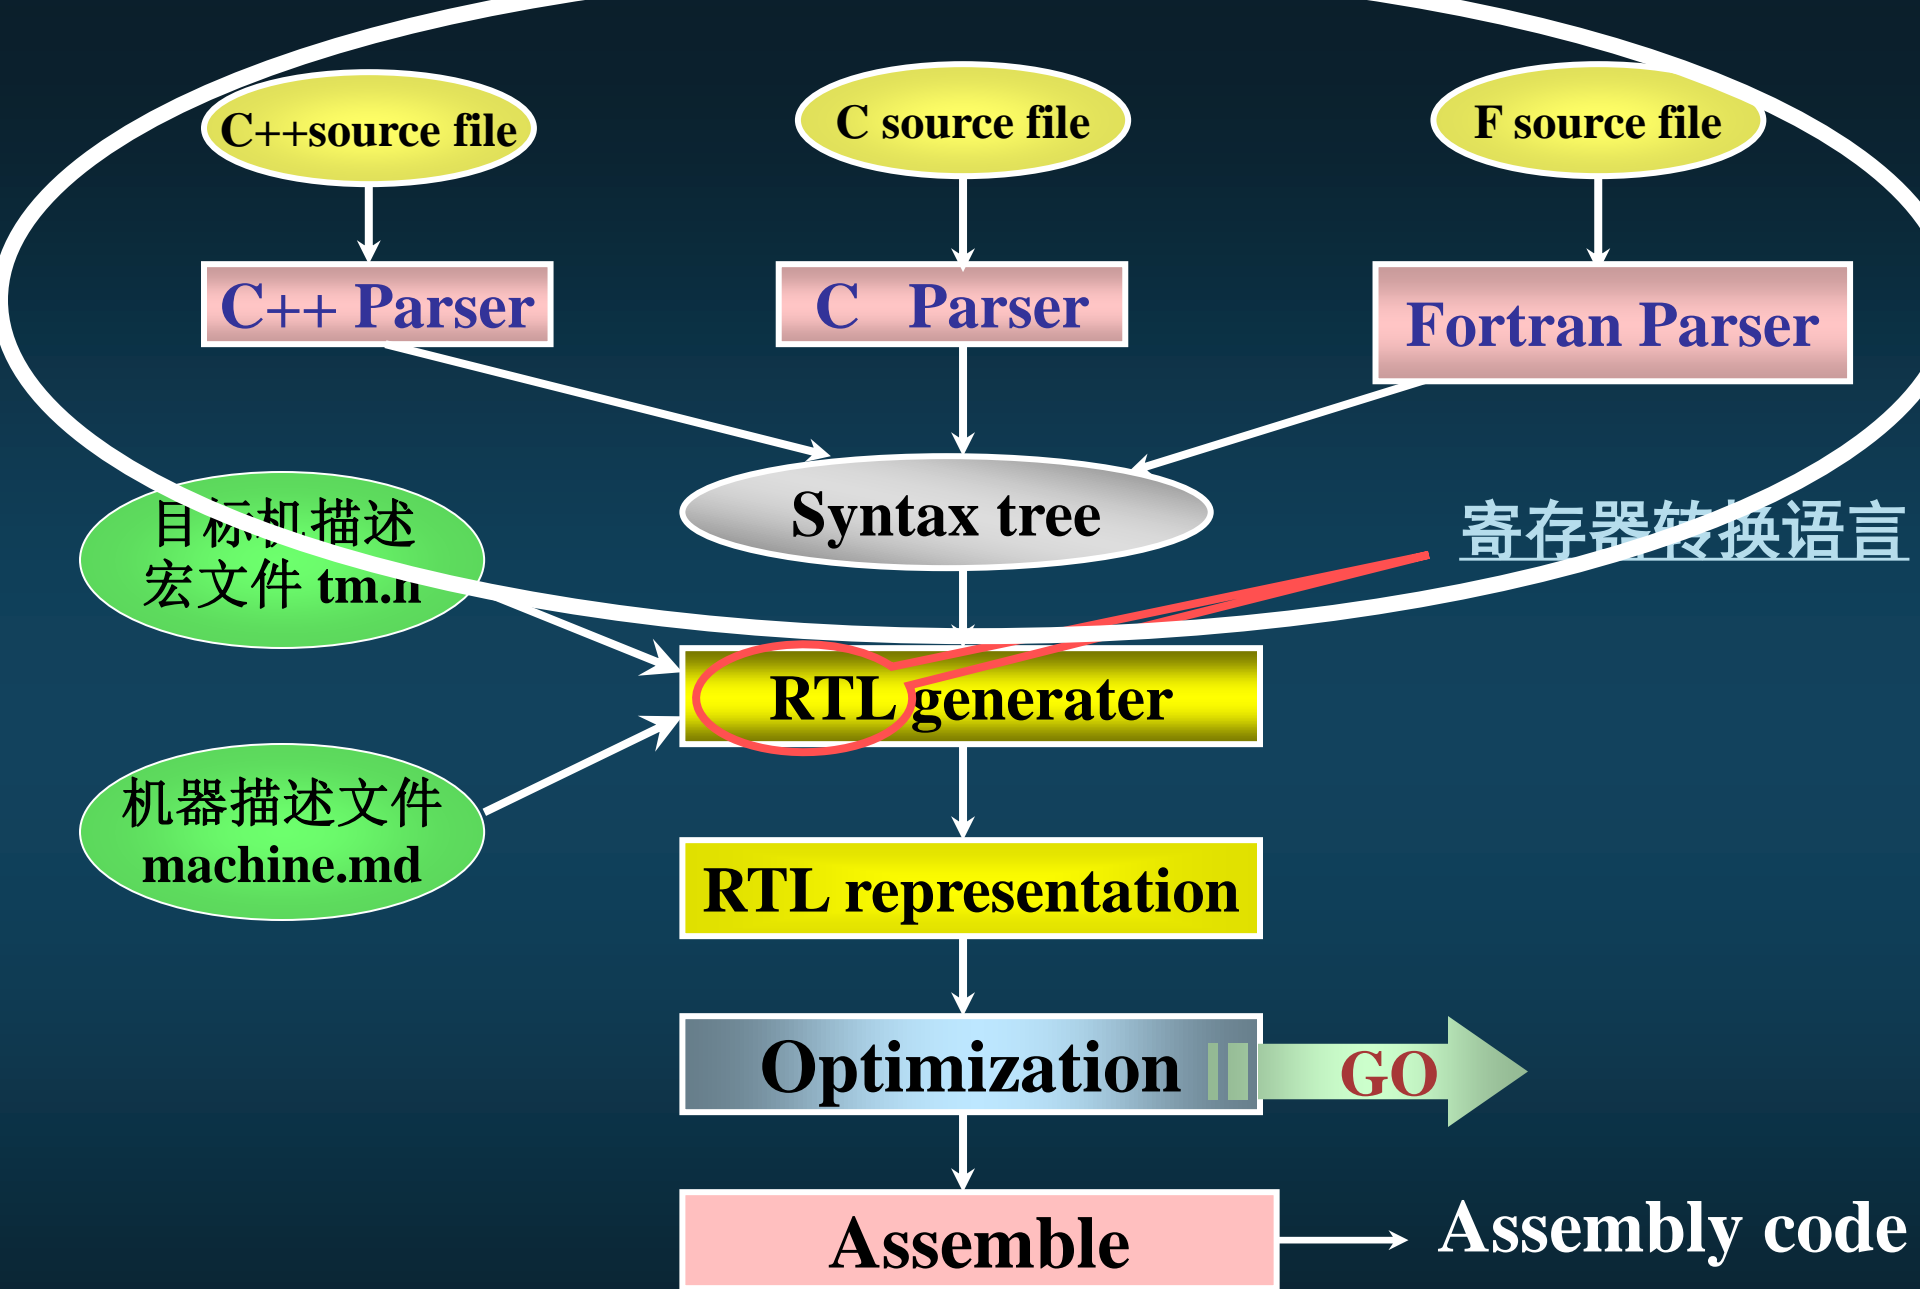 C++source file
C source file
F source file
C++ Parser
C Parser
Fortran Parser
Syntax tree
目标机描述
宏文件 tm.h
寄存器转换语言
RTL generater
机器描述文件
machine.md
RTL representation
Optimization
GO
Assemble
Assembly code